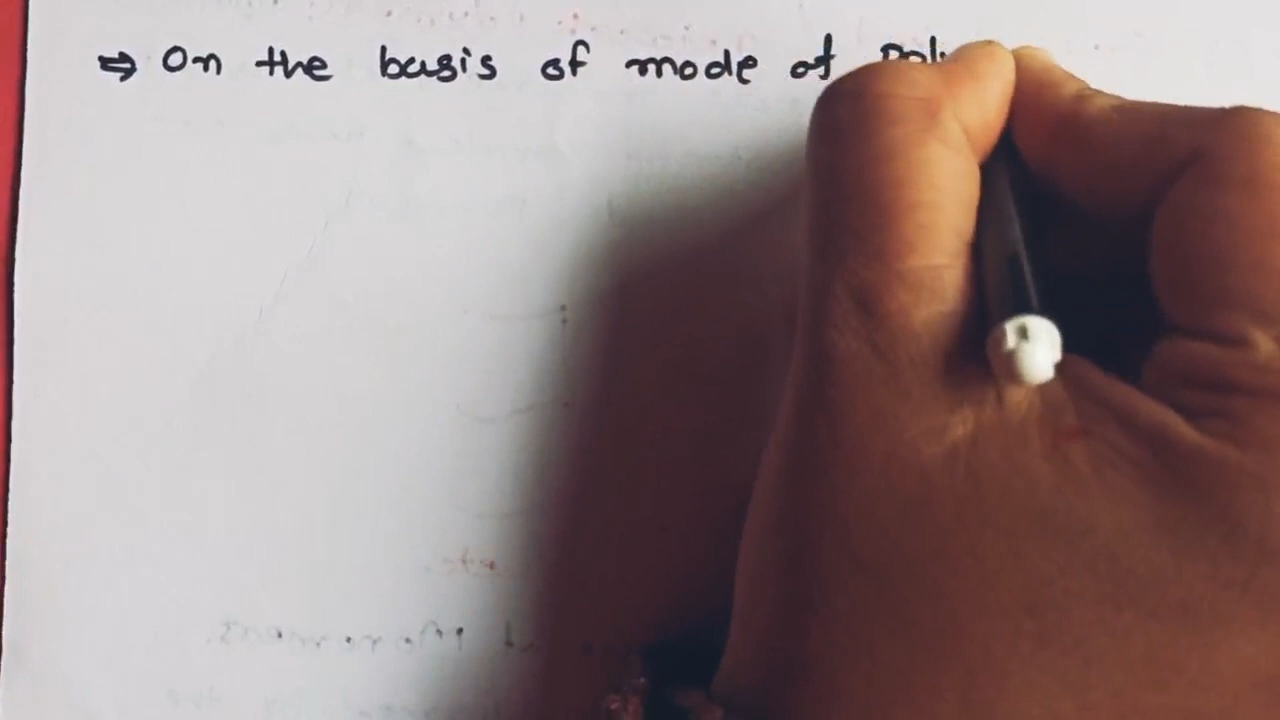 ⇒ On the basis of mode of